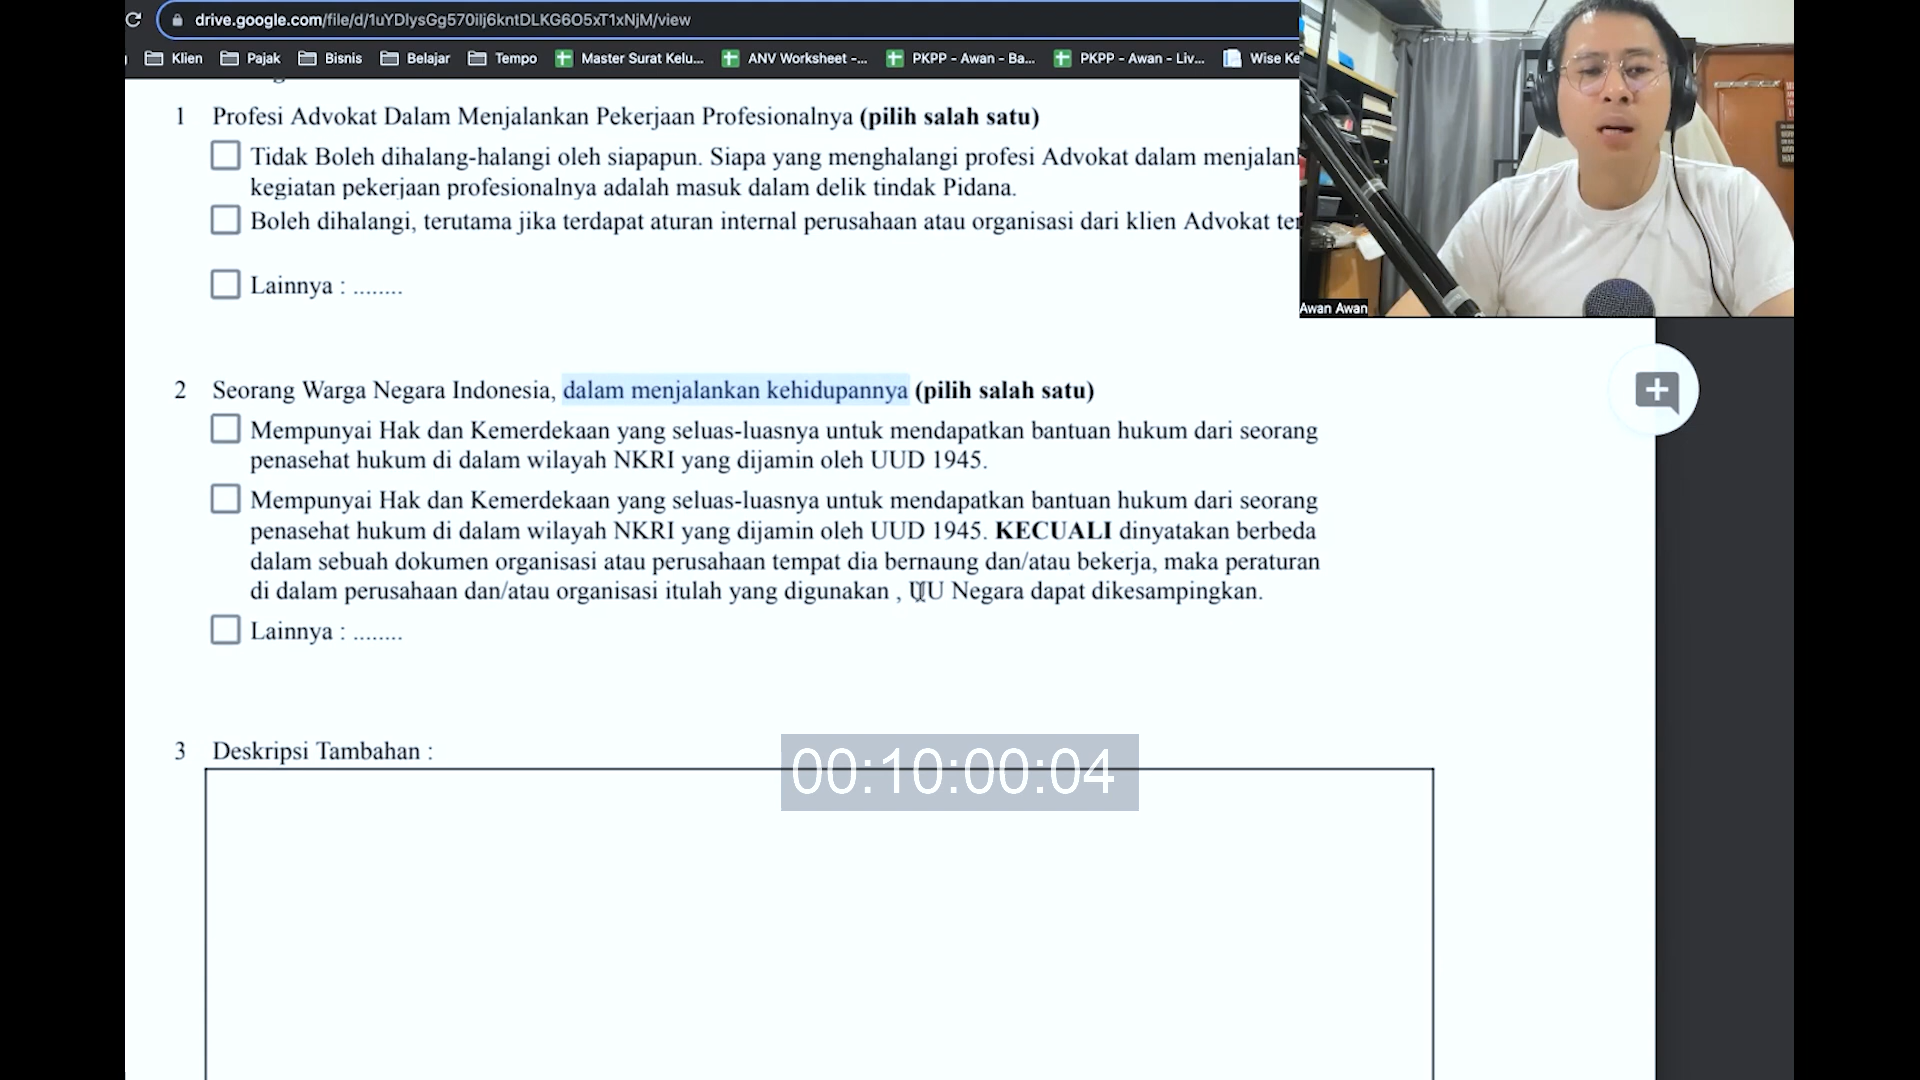 drive.google.com/file/d/1uYDlysGg570ilj6kntDLKG6O5xT1xNjM/view
Klien Pajak Bisnis Belajar Tempo Master Surat Kelu... ANV Worksheet -... PKPP - Awan - Ba... PKPP - Awan - Liv... Wise Ke
1 Profesi Advokat Dalam Menjalankan Pekerjaan Profesionalnya (pilih salah satu)
Tidak Boleh dihalang-halangi oleh siapapun. Siapa yang menghalangi profesi Advokat dalam menjalan
kegiatan pekerjaan profesionalnya adalah masuk dalam delik tindak Pidana.
Boleh dihalangi, terutama jika terdapat aturan internal perusahaan atau organisasi dari klien Advokat ter
Lainnya : ........
Awan Awan
2 Seorang Warga Negara Indonesia, dalam menjalankan kehidupannya (pilih salah satu)
Mempunyai Hak dan Kemerdekaan yang seluas-luasnya untuk mendapatkan bantuan hukum dari seorang
penasehat hukum di dalam wilayah NKRI yang dijamin oleh UUD 1945.
Mempunyai Hak dan Kemerdekaan yang seluas-luasnya untuk mendapatkan bantuan hukum dari seorang
penasehat hukum di dalam wilayah NKRI yang dijamin oleh UUD 1945. KECUALI dinyatakan berbeda
dalam sebuah dokumen organisasi atau perusahaan tempat dia bernaung dan/atau bekerja, maka peraturan
di dalam perusahaan dan/atau organisasi itulah yang digunakan , UU Negara dapat dikesampingkan.
Lainnya : ........
3 Deskripsi Tambahan :
00:10:00:04